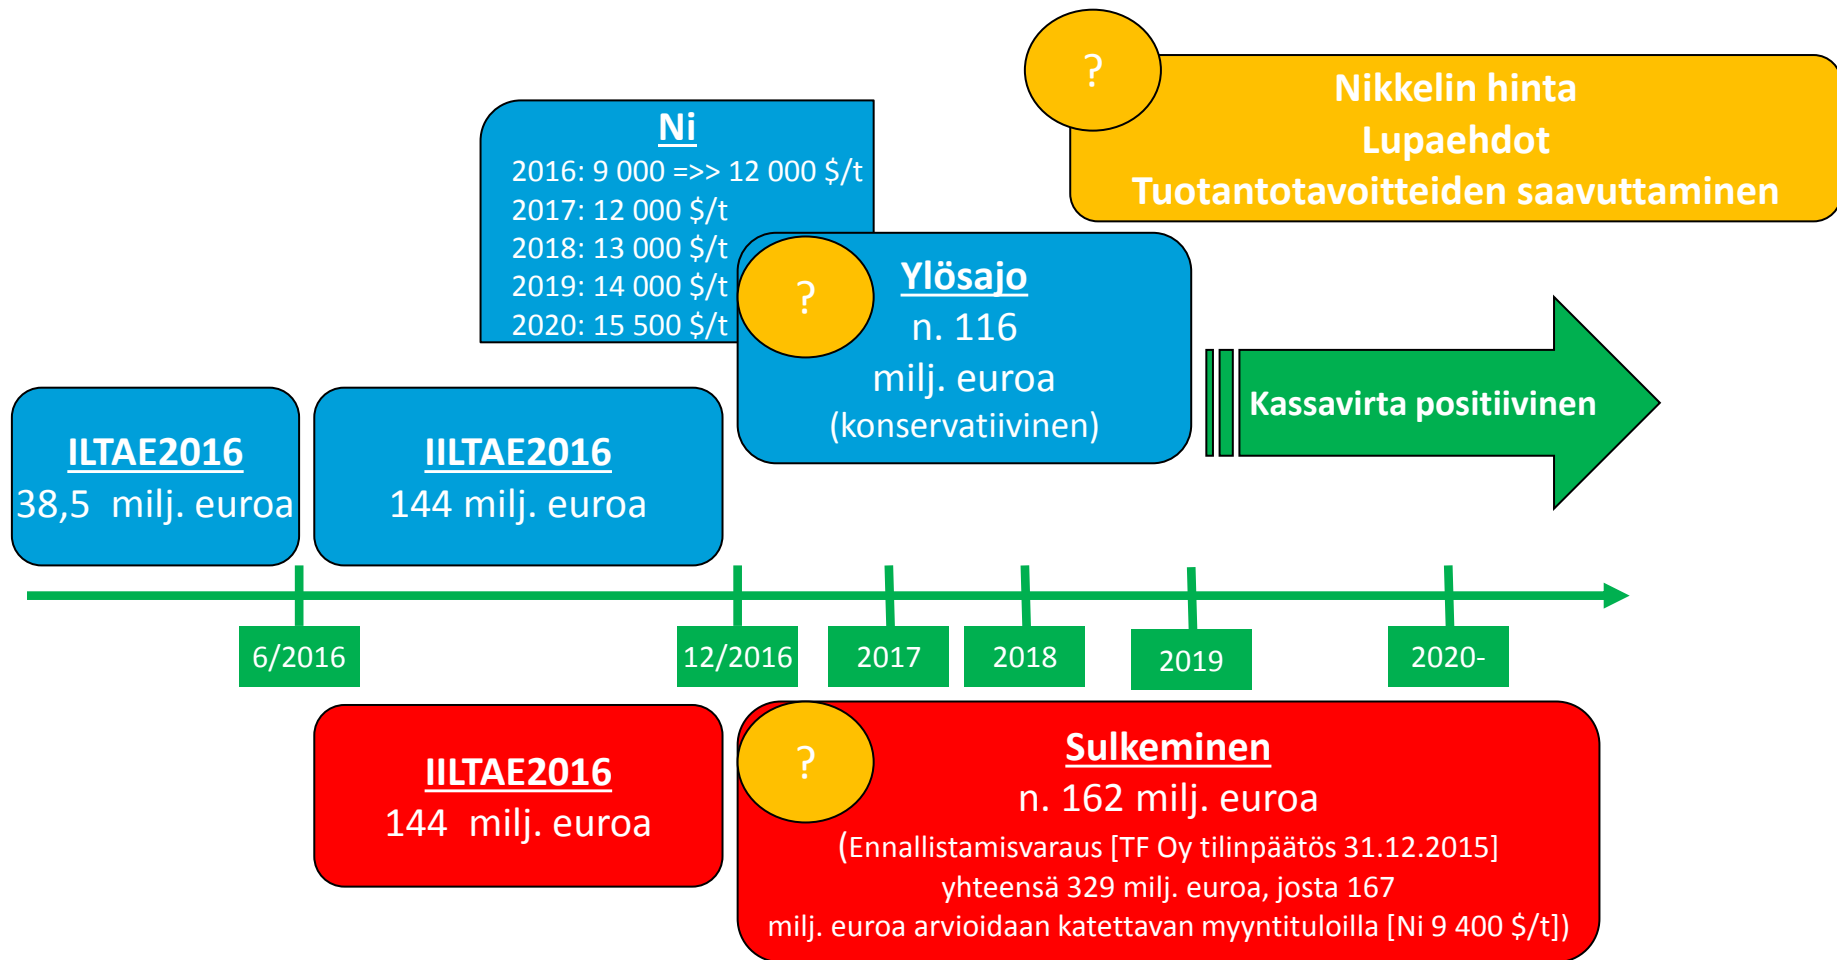 ?
Nikkelin hinta
Lupaehdot
Tuotantotavoitteiden saavuttaminen
Ni
2016: 9 000 =>> 12 000 $/t
2017: 12 000 $/t
2018: 13 000 $/t
2019: 14 000 $/t
2020: 15 500 $/t
?
Ylösajo
n. 116
milj. euroa
(konservatiivinen)
Kassavirta positiivinen
ILTAE2016
38,5  milj. euroa
IILTAE2016
144 milj. euroa
6/2016
12/2016
2017
2018
2019
2020-
IILTAE2016
144  milj. euroa
?
Sulkeminen
n. 162 milj. euroa
(Ennallistamisvaraus [TF Oy tilinpäätös 31.12.2015]
yhteensä 329 milj. euroa, josta 167
milj. euroa arvioidaan katettavan myyntituloilla [Ni 9 400 $/t])